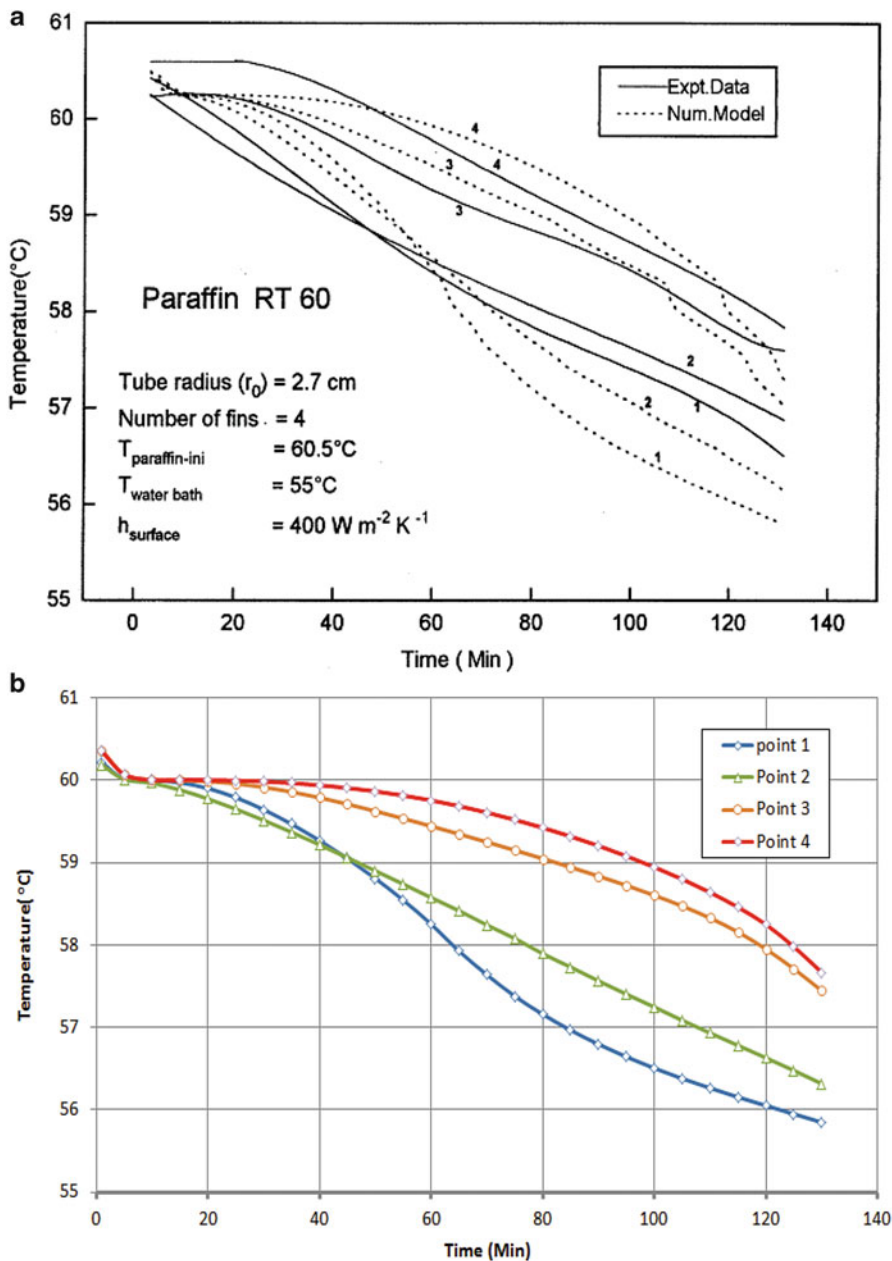 a
61
60
59
58
57
56
55
Temperature(°C)
Expt.Data
Num.Model
4
3
4
3
2
2
1
1
Paraffin RT 60
Tube radius (r0) = 2.7 cm
Number of fins = 4
Tparaffin-ini = 60.5°C
Twater bath = 55°C
hsurface = 400 W m-2 K-1
0 20 40 60 80 100 120 140
Time ( Min )
b
61
60
59
58
57
56
55
Temperature( °C)
point 1
Point 2
Point 3
Point 4
0 20 40 60 80 100 120 140
Time (Min)